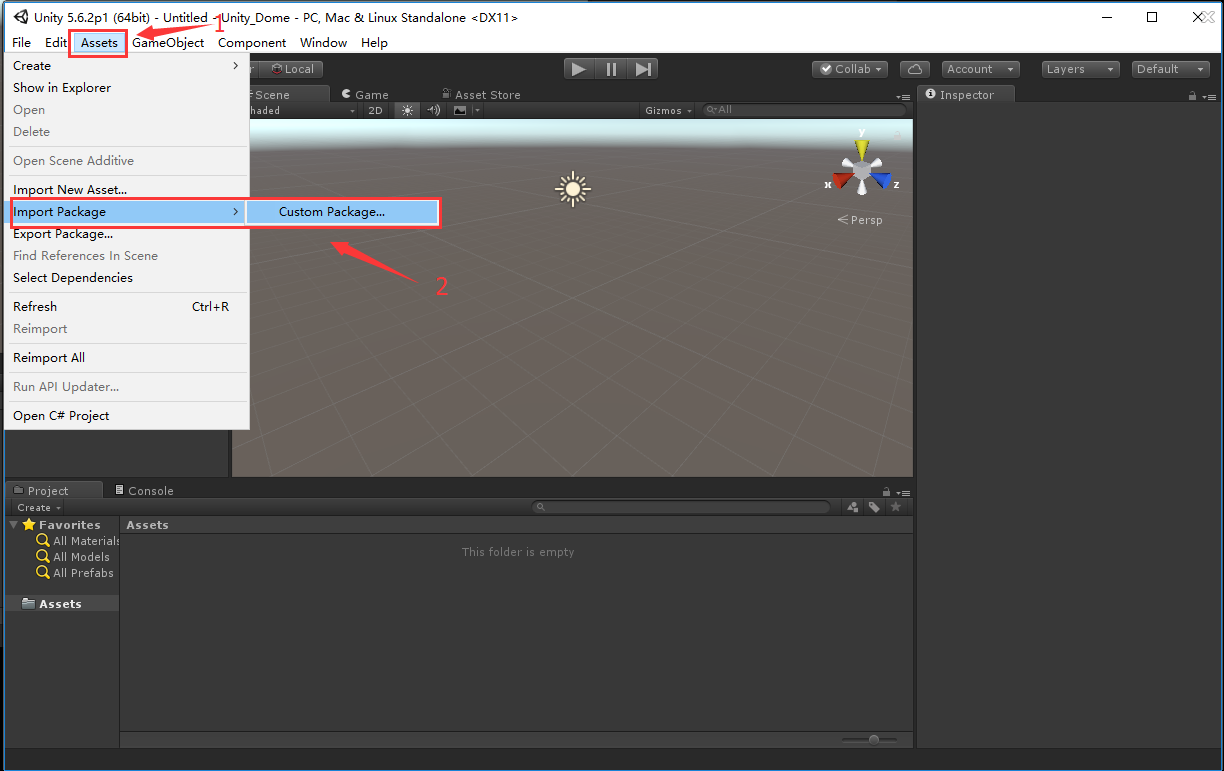 Unity 5.6.2p1 (64bit) - Untitled - Unity_Dome - PC, Mac & Linux Standalone <DX11>
1
File Edit Assets GameObject Component Window Help
Create
Show in Explorer
Open
Delete
Open Scene Additive
Import New Asset...
Import Package Custom Package...
Export Package...
Find References In Scene
Select Dependencies
2
Refresh Ctrl+R
Reimport
Reimport All
Run API Updater...
Open C# Project
Local Collab Account Layers Default
Scene Game Asset Store Inspector
2D Gizmos All
y
x z
Persp
Project Console
Create
Favorites Assets
All Materials
All Models
All Prefabs
Assets
This folder is empty